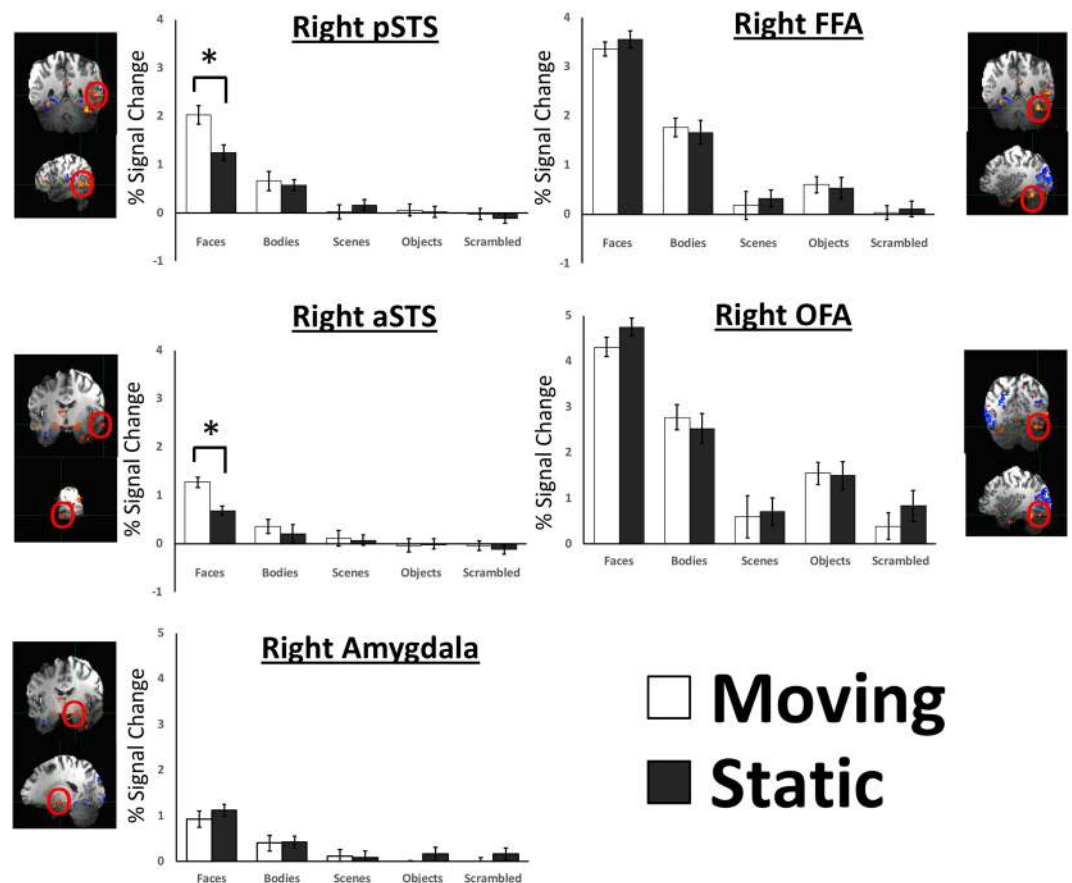 Right pSTS
% Signal Change
4
3
2
1
0
-1
*
Faces Bodies Scenes Objects Scrambled
Right FFA
% Signal Change
4
3
2
1
0
-1
Faces Bodies Scenes Objects Scrambled
Right aSTS
% Signal Change
4
3
2
1
0
-1
*
Faces Bodies Scenes Objects Scrambled
Right OFA
% Signal Change
5
4
3
2
1
0
Faces Bodies Scenes Objects Scrambled
Right Amygdala
% Signal Change
5
4
3
2
1
0
Faces Bodies Scenes Objects Scrambled
Moving
Static